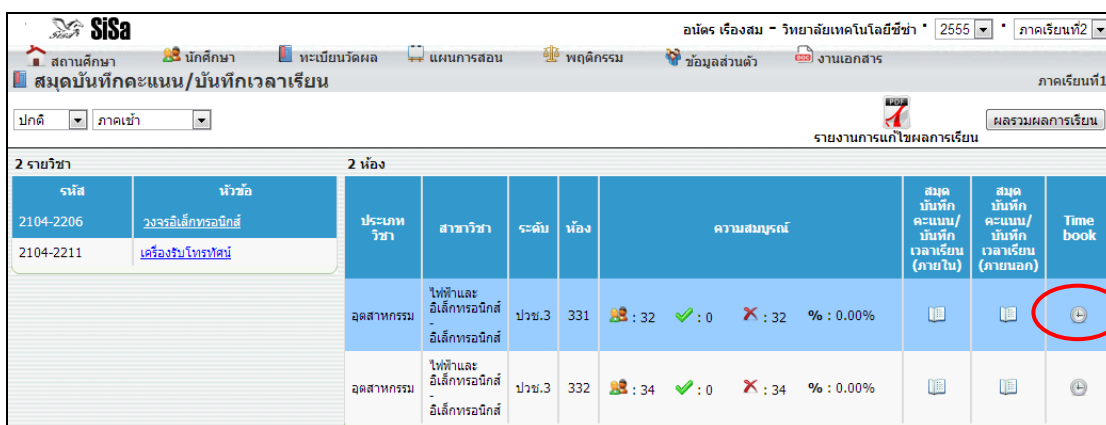 SiSa
อนัตร เรืองสม - วิทยาลัยเทคโนโลยีซีซ่า * 2555 * ภาคเรียนที่2
สถานศึกษา นักศึกษา ทะเบียนวัดผล แผนการสอน พฤติกรรม ข้อมูลส่วนตัว งานเอกสาร
สมุดบันทึกคะแนน/บันทึกเวลาเรียน ภาคเรียนที่1
ปกติ ภาคเช้า PDF รายงานการแก้ไขผลการเรียน ผลรวมผลการเรียน
2 รายวิชา
รหัส หัวข้อ
2104-2206 วงจรอิเล็กทรอนิกส์
2104-2211 เครื่องรับโทรทัศน์
2 ห้อง
ประเภท
วิชา
สาขาวิชา
ระดับ
ห้อง
ความสมบูรณ์
สมุด
บันทึก
คะแนน/
บันทึก
เวลาเรียน
(ภายใน)
สมุด
บันทึก
คะแนน/
บันทึก
เวลาเรียน
(ภายนอก)
Time
book
อุตสาหกรรม
ไฟฟ้าและ
อิเล็กทรอนิกส์
-
อิเล็กทรอนิกส์
ปวช.3 331 : 32 : 0 : 32 % : 0.00%
อุตสาหกรรม
ไฟฟ้าและ
อิเล็กทรอนิกส์
-
อิเล็กทรอนิกส์
ปวช.3 332 : 34 : 0 : 34 % : 0.00%